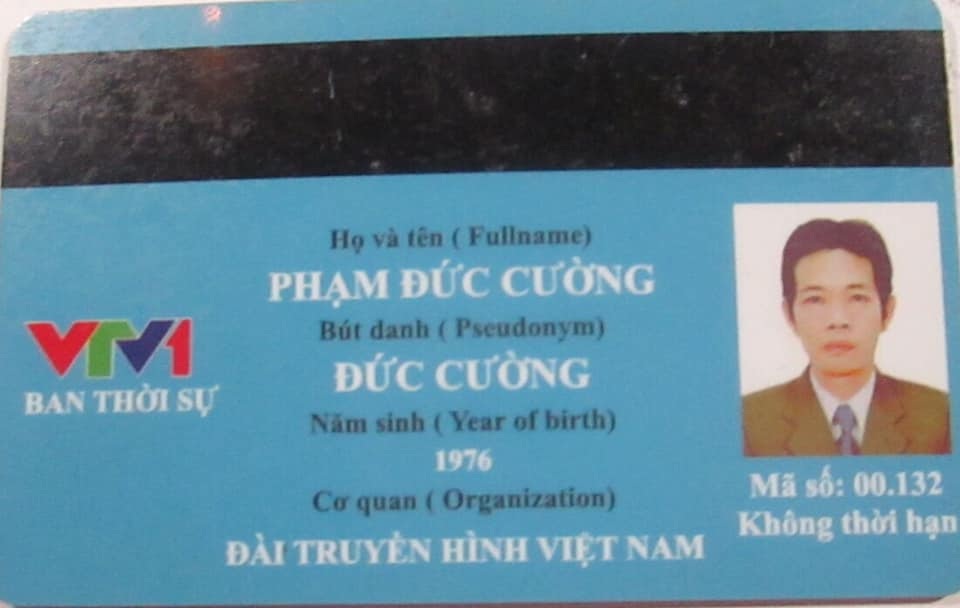 Họ và tên ( Fullname)
PHẠM ĐỨC CƯỜNG
Bút danh ( Pseudonym)
ĐỨC CƯỜNG
Năm sinh ( Year of birth)
1976
Cơ quan ( Organization)
ĐÀI TRUYỀN HÌNH VIỆT NAM
VTV1
BAN THỜI SỰ
Mã số: 00.132
Không thời hạn